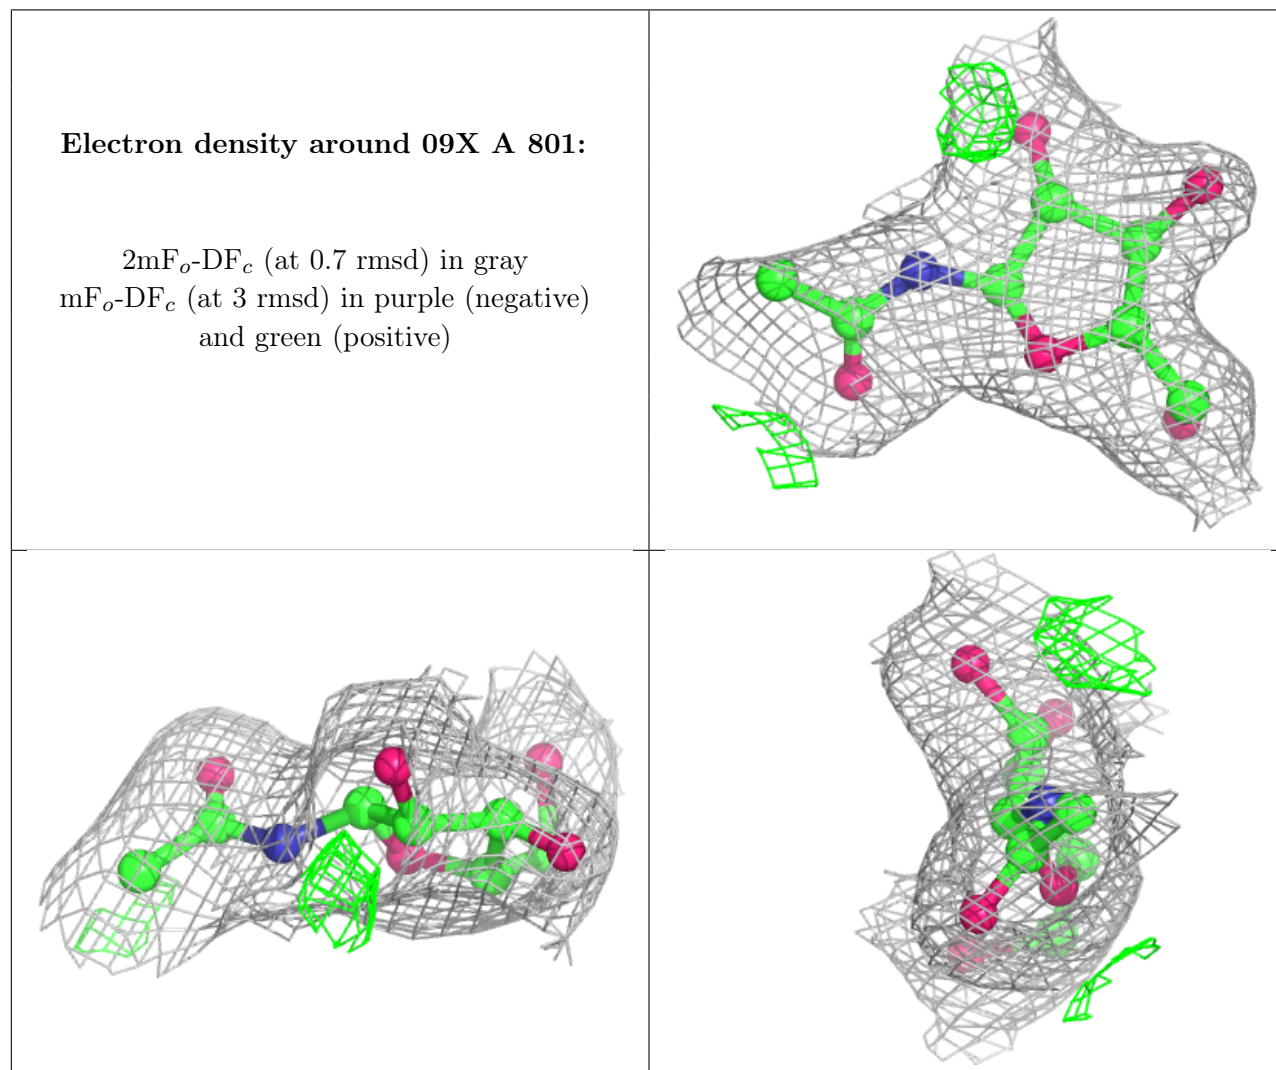 Electron density around 09X A 801:
2mFo-DFc (at 0.7 rmsd) in gray
mFo-DFc (at 3 rmsd) in purple (negative)
and green (positive)